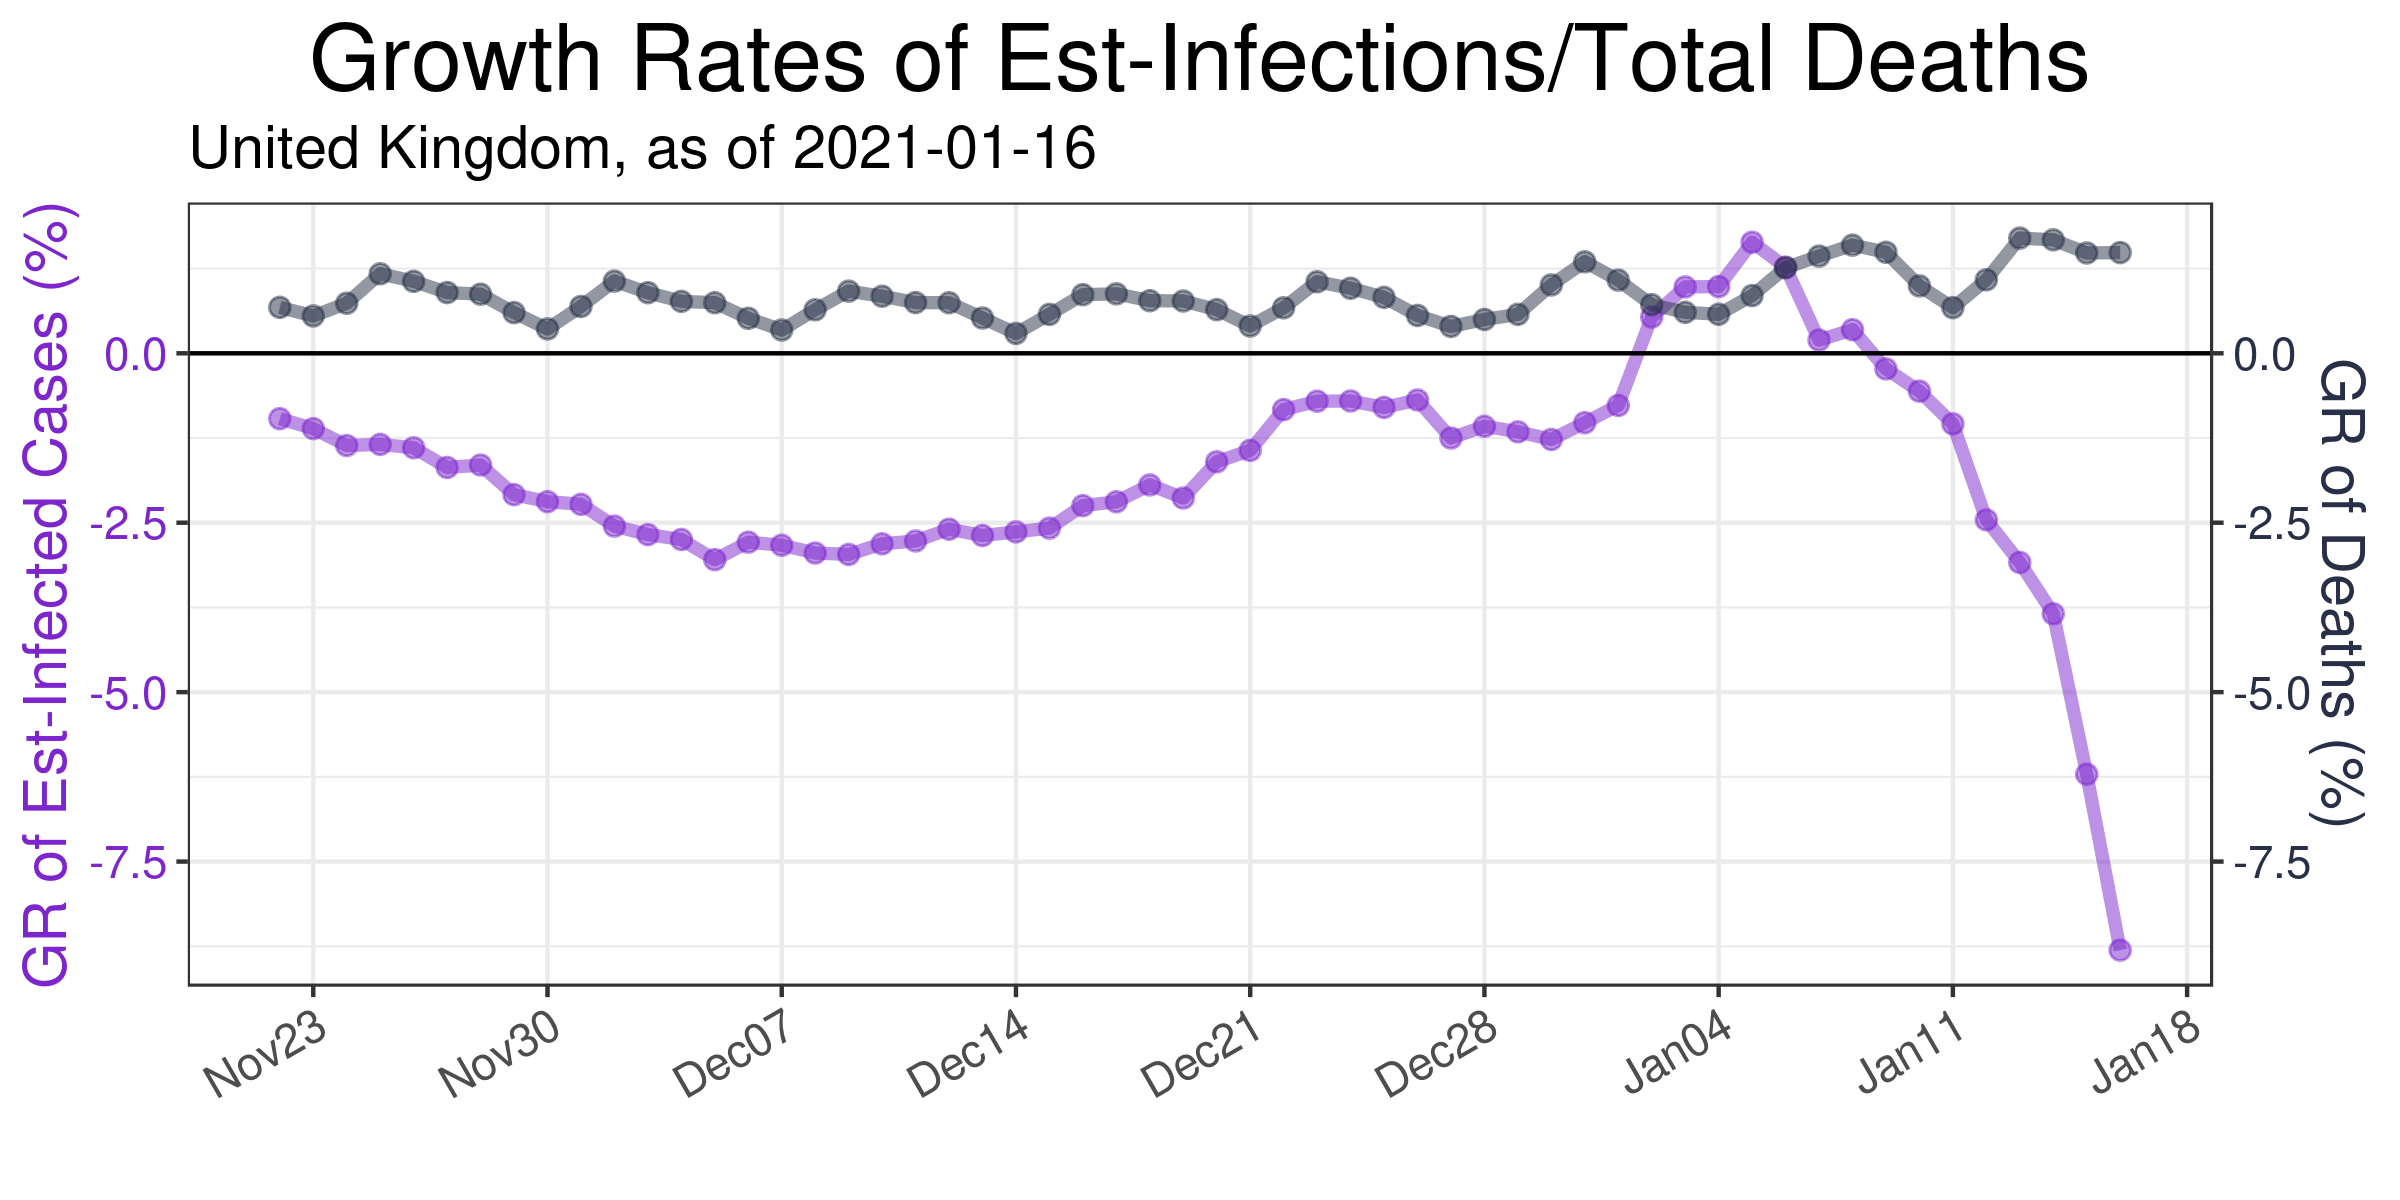 Growth Rates of Est-Infections/Total Deaths
United Kingdom, as of 2021-01-16
GR of Est-Infected Cases (%)
0.0
-2.5
-5.0
-7.5
0.0
-2.5
-5.0
-7.5
GR of Deaths (%)
Nov23
Nov30
Dec07
Dec14
Dec21
Dec28
Jan04
Jan11
Jan18